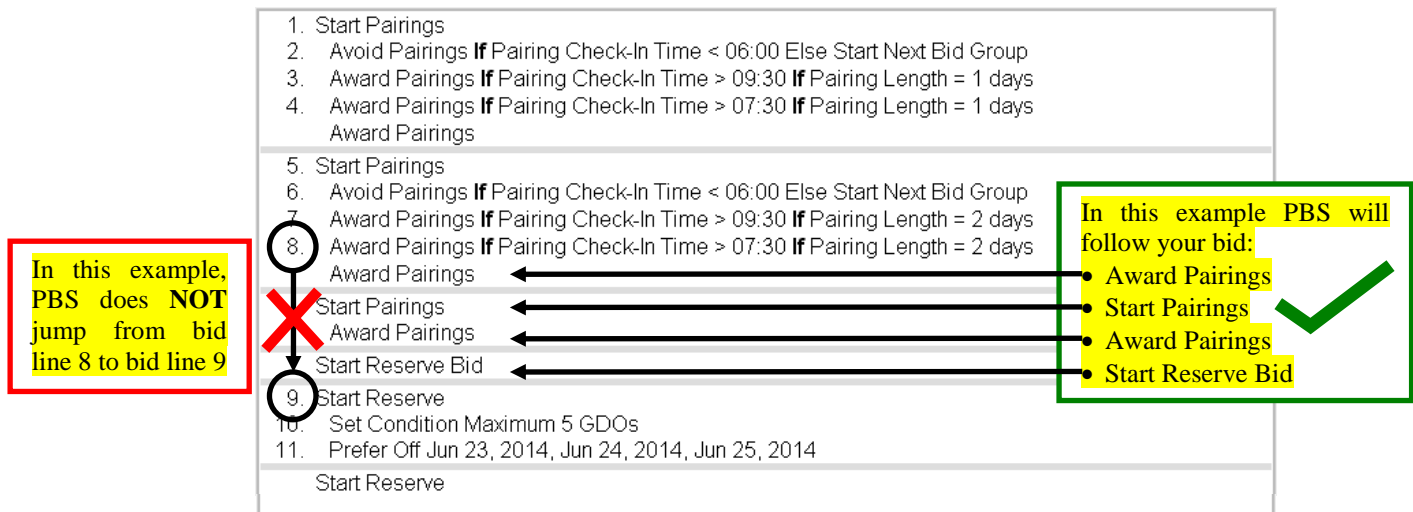 1. Start Pairings
2. Avoid Pairings If Pairing Check-In Time < 06:00 Else Start Next Bid Group
3. Award Pairings If Pairing Check-In Time > 09:30 If Pairing Length = 1 days
4. Award Pairings If Pairing Check-In Time > 07:30 If Pairing Length = 1 days
Award Pairings
5. Start Pairings
6. Avoid Pairings If Pairing Check-In Time < 06:00 Else Start Next Bid Group
7. Award Pairings If Pairing Check-In Time > 09:30 If Pairing Length = 2 days
8. Award Pairings If Pairing Check-In Time > 07:30 If Pairing Length = 2 days
Award Pairings
Start Pairings
Award Pairings
Start Reserve Bid
9. Start Reserve
10. Set Condition Maximum 5 GDOs
11. Prefer Off Jun 23, 2014, Jun 24, 2014, Jun 25, 2014
Start Reserve
In this example,
PBS does NOT
jump from bid
line 8 to bid line 9
In this example PBS will
follow your bid:
• Award Pairings
• Start Pairings
• Award Pairings
• Start Reserve Bid